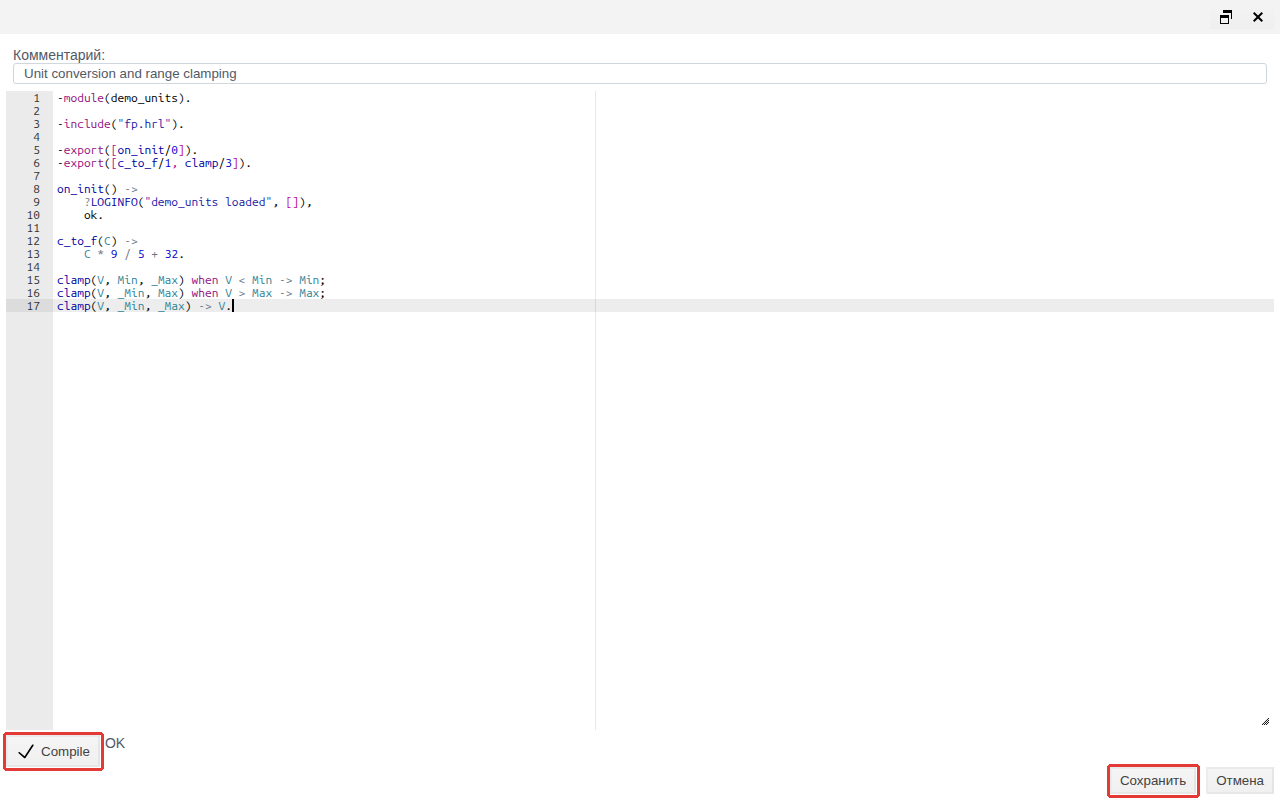 Комментарий:
Unit conversion and range clamping
1 -module(demo_units).
2
3 -include("fp.hrl").
4
5 -export([on_init/0]).
6 -export([c_to_f/1, clamp/3]).
7
8 on_init() ->
9     ?LOGINFO("demo_units loaded", []),
10     ok.
11
12 c_to_f(C) ->
13     C * 9 / 5 + 32.
14
15 clamp(V, Min, _Max) when V < Min -> Min;
16 clamp(V, _Min, Max) when V > Max -> Max;
17 clamp(V, _Min, _Max) -> V.
Compile OK
Сохранить Отмена